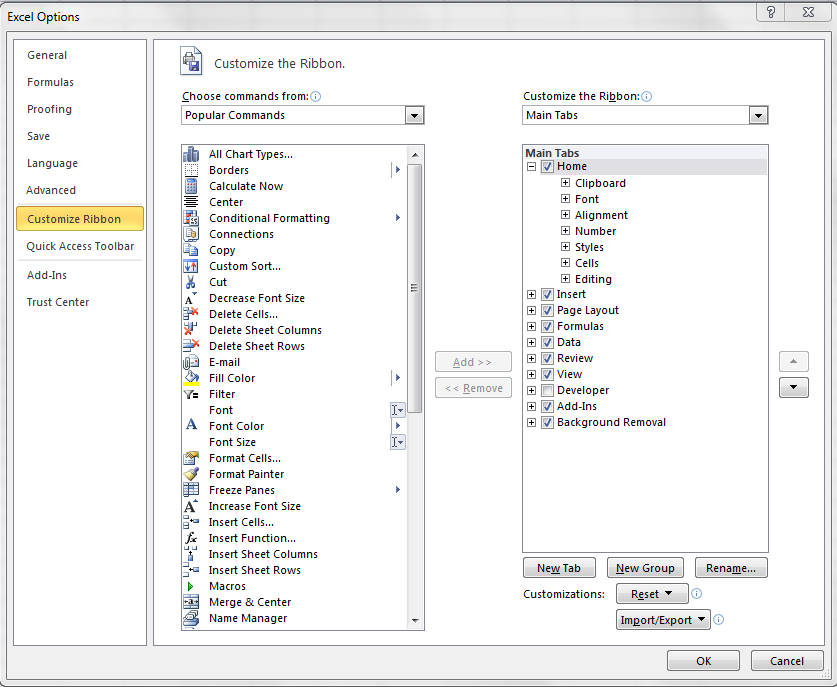 Excel Options
General
Formulas
Proofing
Save
Language
Advanced
Customize Ribbon
Quick Access Toolbar
Add-Ins
Trust Center
Customize the Ribbon.
Choose commands from:
Popular Commands
All Chart Types...
Borders
Calculate Now
Center
Conditional Formatting
Connections
Copy
Custom Sort...
Cut
Decrease Font Size
Delete Cells...
Delete Sheet Columns
Delete Sheet Rows
E-mail
Fill Color
Filter
Font
Font Color
Font Size
Format Cells...
Format Painter
Freeze Panes
Increase Font Size
Insert Cells...
Insert Function...
Insert Sheet Columns
Insert Sheet Rows
Macros
Merge & Center
Name Manager
Add >>
<< Remove
Customize the Ribbon:
Main Tabs
Main Tabs
Home
Clipboard
Font
Alignment
Number
Styles
Cells
Editing
Insert
Page Layout
Formulas
Data
Review
View
Developer
Add-Ins
Background Removal
New Tab
New Group
Rename...
Customizations:
Reset
Import/Export
OK
Cancel